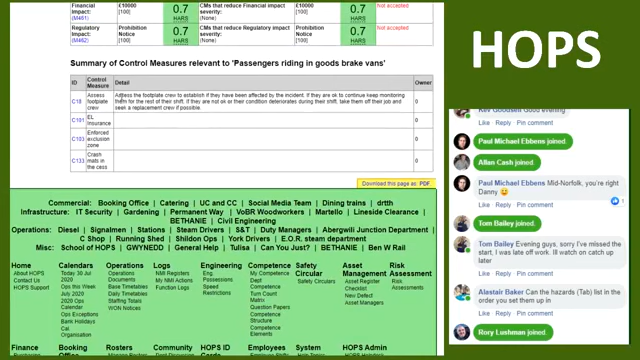 Financial Impact: (M461) £10000 [100] 0.7 HARS CMs that reduce Financial impact: (None) £10000 [100] 0.7 HARS Not accepted
Regulatory Impact: (M462) Prohibition Notice [100] 0.7 HARS CMs that reduce Regulatory impact: (None) Prohibition Notice [100] 0.7 HARS Not accepted
Summary of Control Measures relevant to 'Passengers riding in goods brake vans'
ID Control Measure Detail Owner
C18 Assess footplate crew Assess the footplate crew to establish if they have been affected by the incident. If they are ok to continue keep monitoring
them for the rest of their shift. If they are not ok or their condition deteriorates during their shift, take them off their job and
seek a replacement crew if possible. 0
C101 EL Insurance 0
C103 Enforced exclusion zone 0
C133 Crash mats in the cess 0
Download this page as: PDF
Commercial: Booking Office | Catering | UC and CC | Social Media Team | Dining trains | drtth
Infrastructure: IT Security | Gardening | Permanent Way | VoBR Woodworkers | Martello | Lineside Clearance |
BETHANIE | Civil Engineering
Operations: Diesel | Signalmen | Stations | Steam Drivers | S&T | Duty Managers | Abergwili Junction Department |
C Shop | Running Shed | Shildon Ops | York Drivers | E.O.R. steam department
Misc: School of HOPS | GWYNEDD | General Help | Tulisa | Can you Just? | BETHANIE | Ben W Rail
Home
About HOPS
Contact Us
HOPS Support
Calendars
Today 30 Jul 2020
Ops this Week
July 2020
2020 Ops Calendar
Ops Exceptions
Bank Holidays
Cal. Organisation
Operations
Operations Documents
Base Timetables
Daily Timetables
Staffing Totals
WON Notices
Logs
NMI Registers
My NMI Actions
Function Logs
Engineering
Eng. Possessions
Speed Restrictions
Competence
My Competence
Dept Competence
Turn Count Matrix
Question Papers
Competence Structure
Competence Elements
Safety Circulars
Safety Circulars
Asset Management
Asset Register
Checklist
New Defect
Asset Managers
Risk Assessment
Risk Assessments
Finance
Booking
Rosters
Community
HOPS ID
Employees
System
HOPS Admin
HOPS
Kev Goodsell Good evening.
Like · Reply · Pin comment
Paul Michael Ebbens joined.
Allan Cash joined.
Paul Michael Ebbens Mid-Norfolk, you're right
Danny 😀
1
Like · Reply · Pin comment
Tom Bailey joined.
Tom Bailey Evening guys, sorry I've missed the
start, I was late off work. Ill watch on catch up
later
Like · Reply · Pin comment
Alastair Baker Can the hazards (Tab) list in the
order you set them up in
Like · Reply · Pin comment
Rory Lushman joined.